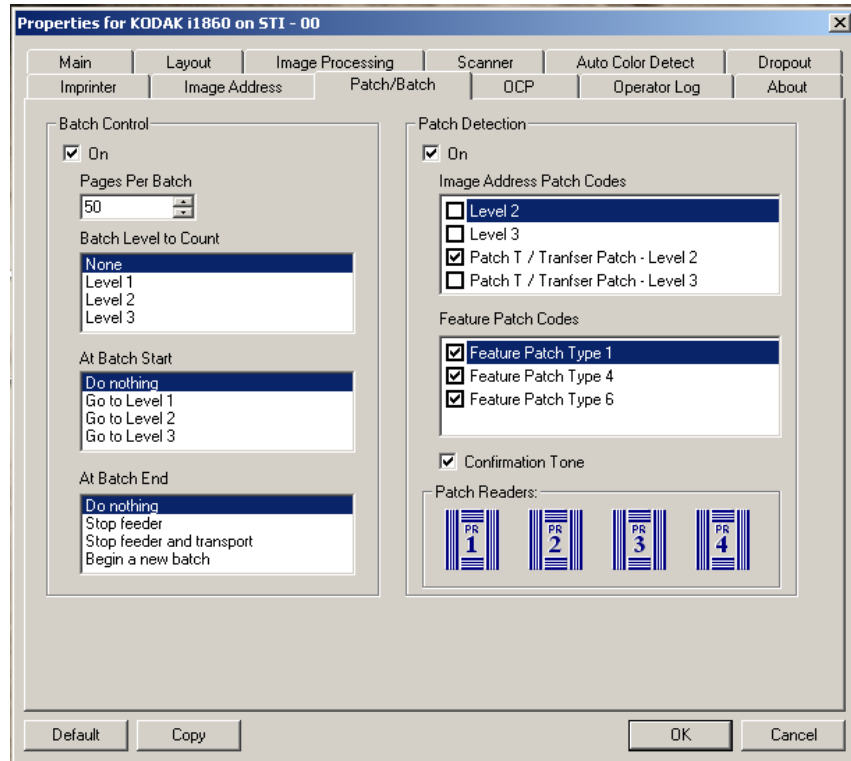 Properties for KODAK i1860 on STI - 00
Main Layout Image Processing Scanner Auto Color Detect Dropout
Imprinter Image Address Patch/Batch OCP Operator Log About
Batch Control
On
Pages Per Batch
50
Batch Level to Count
None
Level 1
Level 2
Level 3
At Batch Start
Do nothing
Go to Level 1
Go to Level 2
Go to Level 3
At Batch End
Do nothing
Stop feeder
Stop feeder and transport
Begin a new batch
Patch Detection
On
Image Address Patch Codes
Level 2
Level 3
Patch T / Tranfser Patch - Level 2
Patch T / Tranfser Patch - Level 3
Feature Patch Codes
Feature Patch Type 1
Feature Patch Type 4
Feature Patch Type 6
Confirmation Tone
Patch Readers:
PR 1
PR 2
PR 3
PR 4
Default Copy OK Cancel